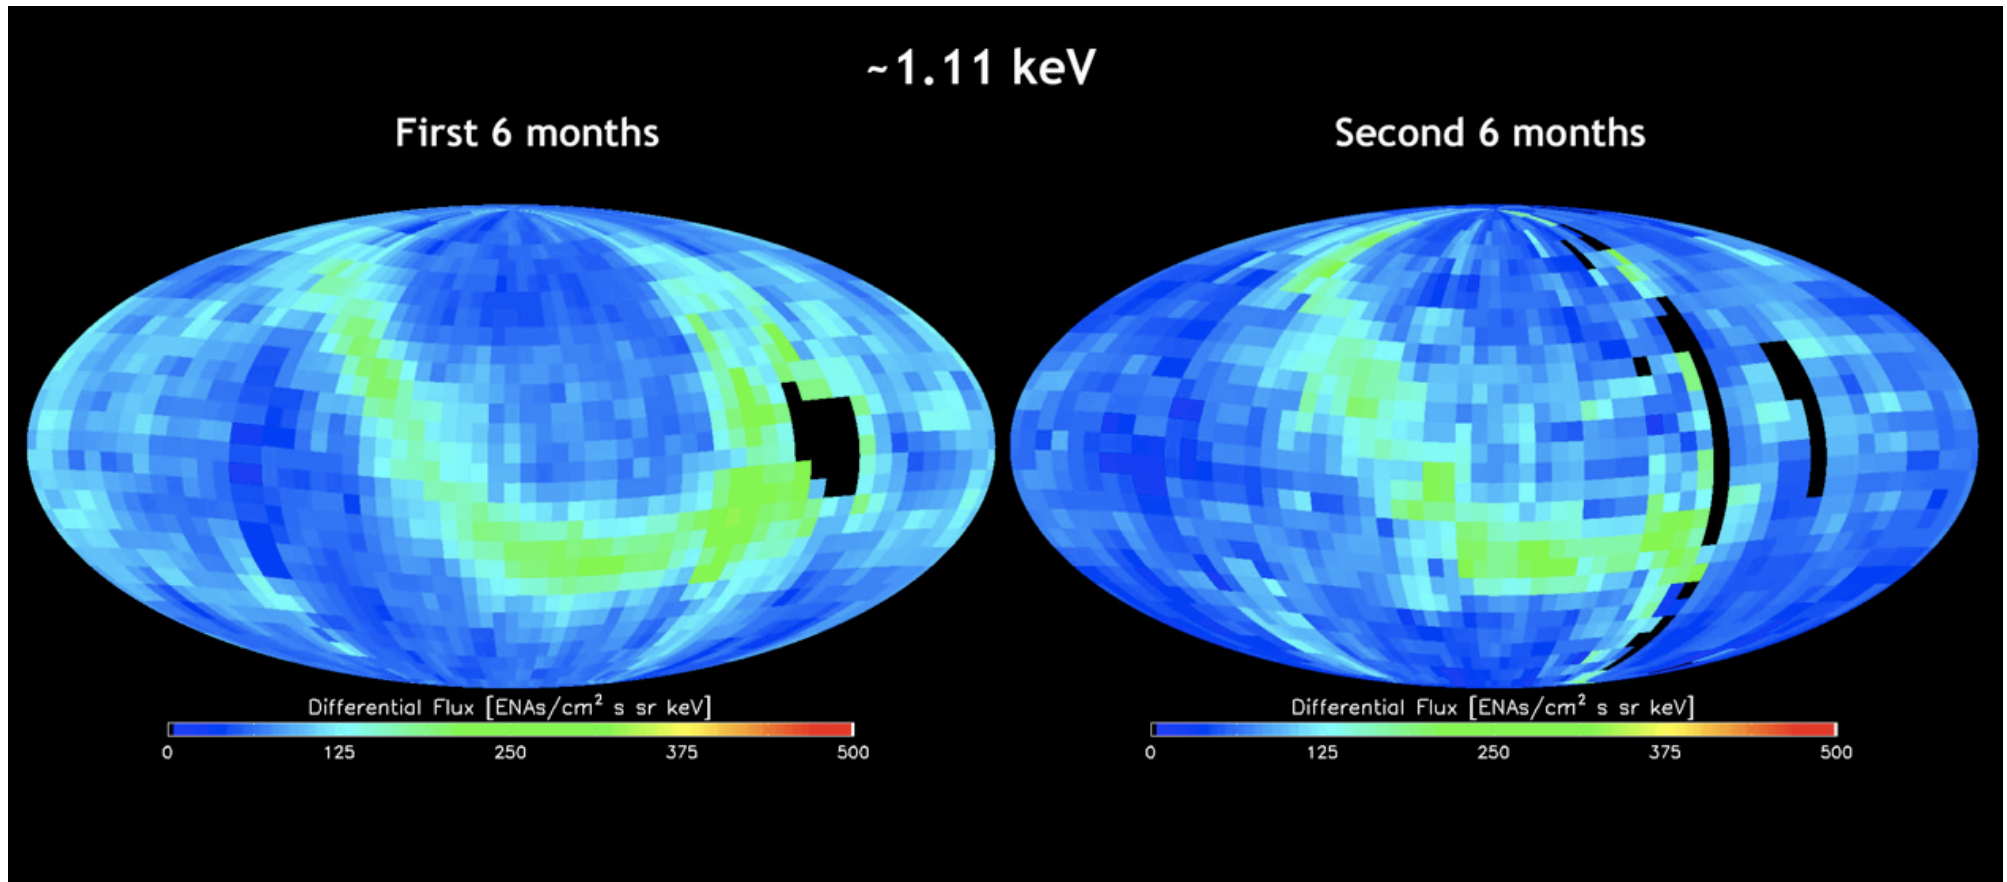 ~1.11 keV
First 6 months
Second 6 months
Differential Flux [ENAs/cm² s sr keV]
0 125 250 375 500
Differential Flux [ENAs/cm² s sr keV]
0 125 250 375 500